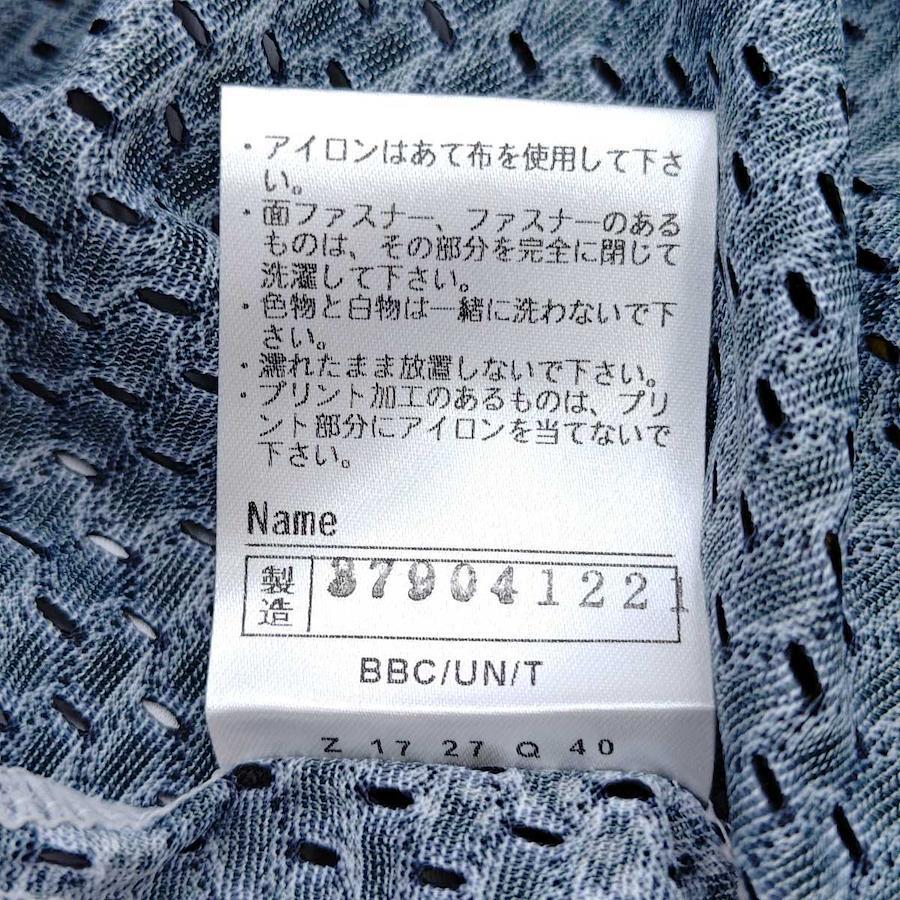 ・アイロンはあて布を使用して下さ
い。
・面ファスナー、ファスナーのある
ものは、その部分を完全に閉じて
洗濯して下さい。
・色物と白物は一緒に洗わないで下
さい。
・濡れたまま放置しないで下さい。
・プリント加工のあるものは、プリ
ント部分にアイロンを当てないで
下さい。
Name
製造 879041221
BBC/UN/T
Z 17 27 Q 40